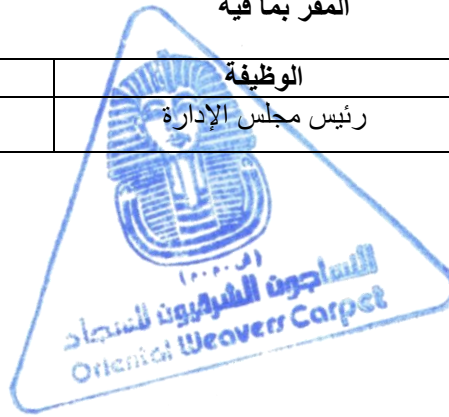 المقر بما فيه
الوظيفة
رئيس مجلس الإدارة
(ش.م.م)
النساجون الشرقيون للسجاد
Oriental Weavers Carpet